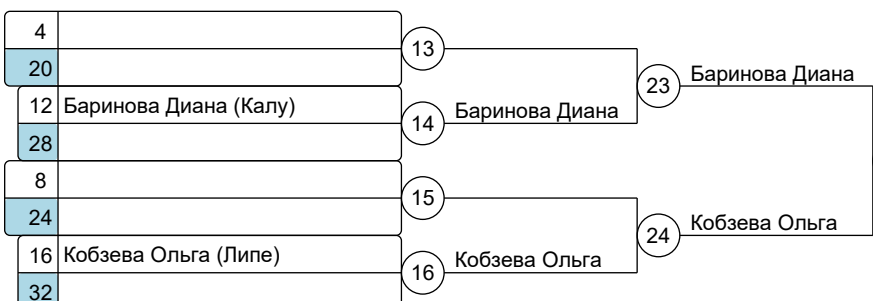 4
13
20
23 Баринова Диана
12 Баринова Диана (Калу)
14 Баринова Диана
28
8
15
24
24 Кобзева Ольга
16 Кобзева Ольга (Липе)
16 Кобзева Ольга
32